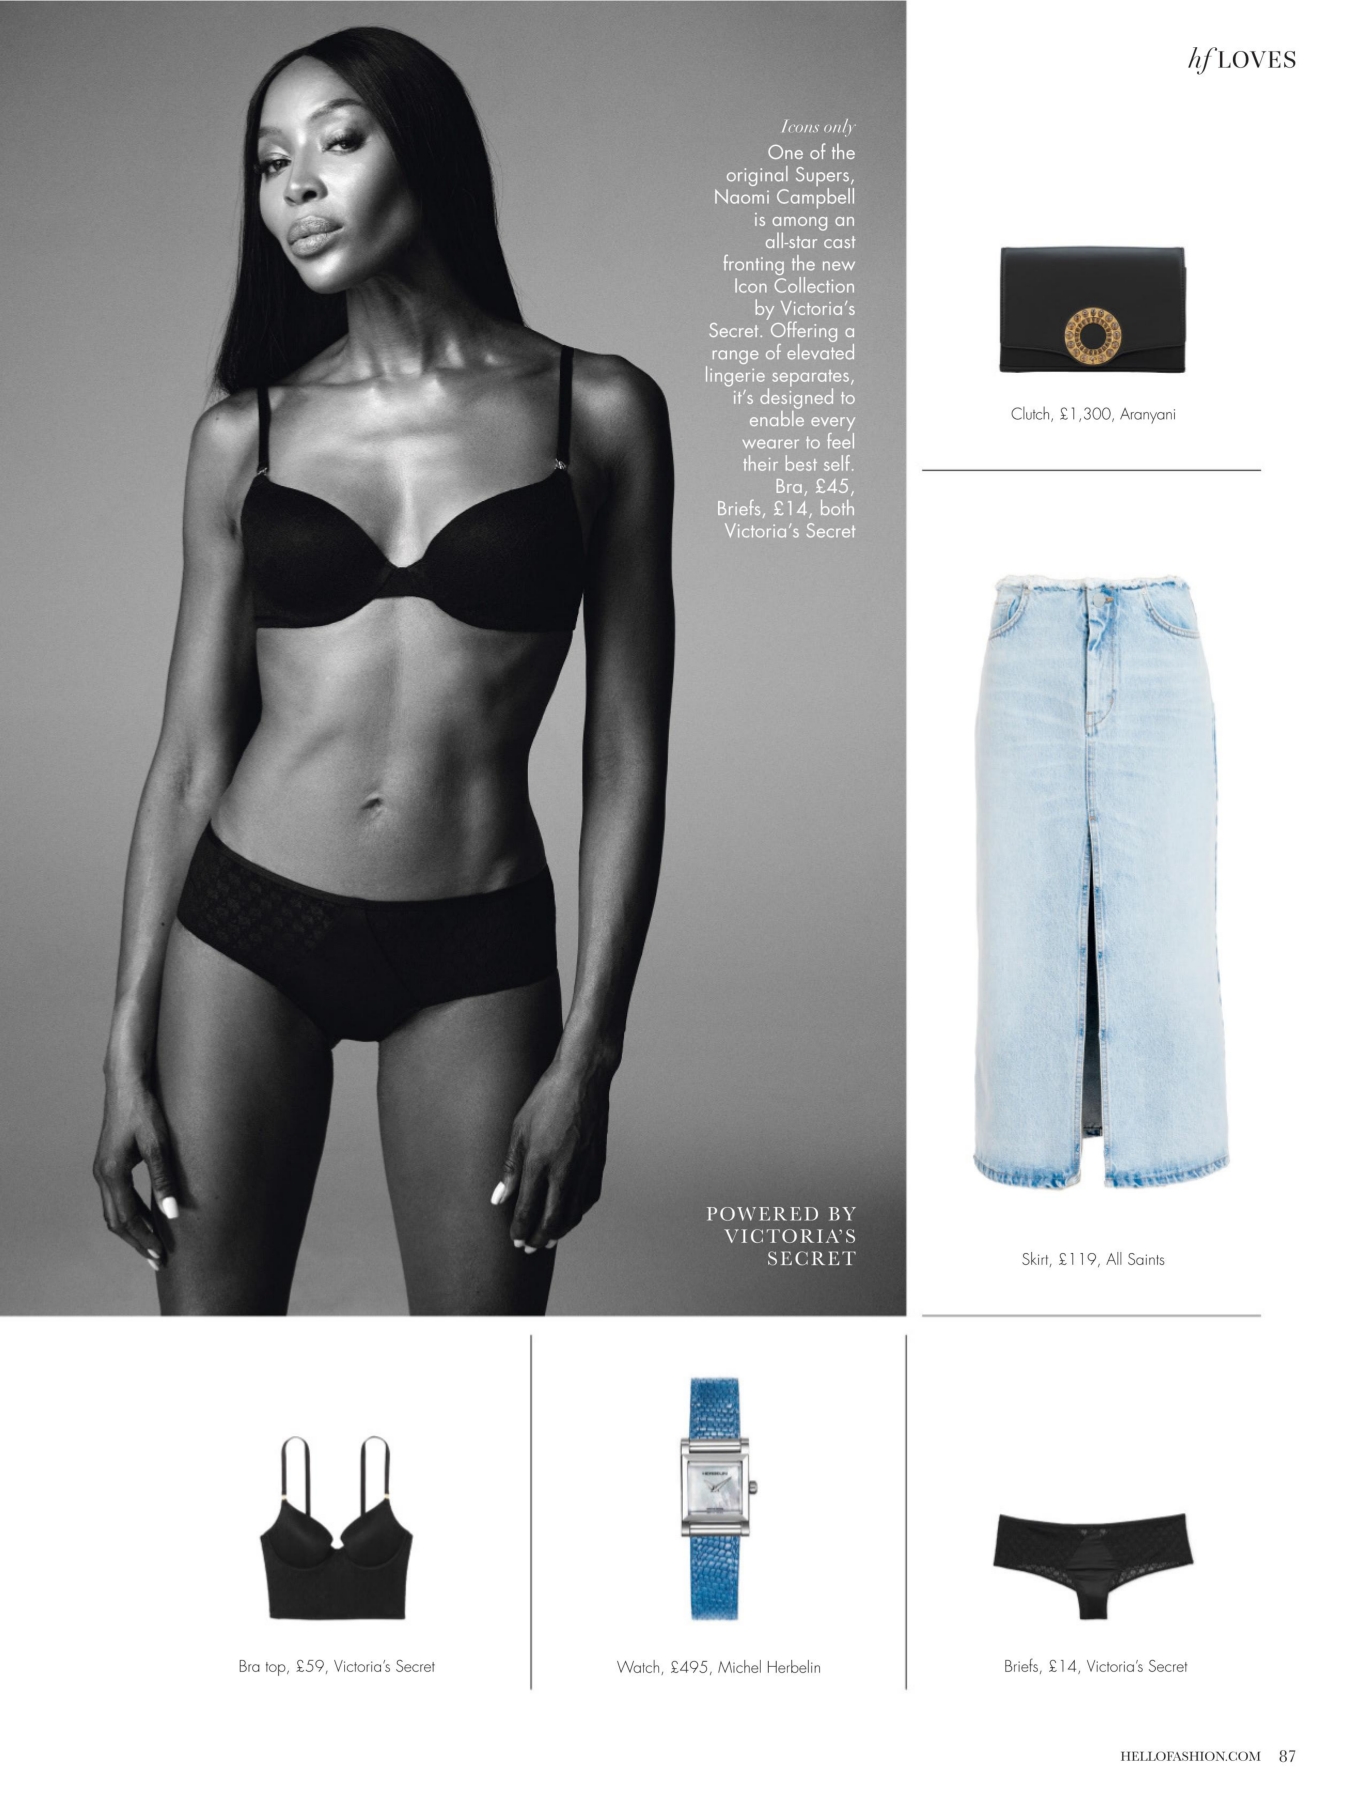 hf LOVES
Icons only
One of the
original Supers,
Naomi Campbell
is among an
all-star cast
fronting the new
Icon Collection
by Victoria’s
Secret. Offering a
range of elevated
lingerie separates,
it’s designed to
enable every
wearer to feel
their best self.
Bra, £45,
Briefs, £14, both
Victoria’s Secret
Clutch, £1,300, Aranyani
POWERED BY
VICTORIA’S
SECRET
Skirt, £119, All Saints
HERBELIN
Bra top, £59, Victoria’s Secret
Watch, £495, Michel Herbelin
Briefs, £14, Victoria’s Secret
HELLOFASHION.COM 87